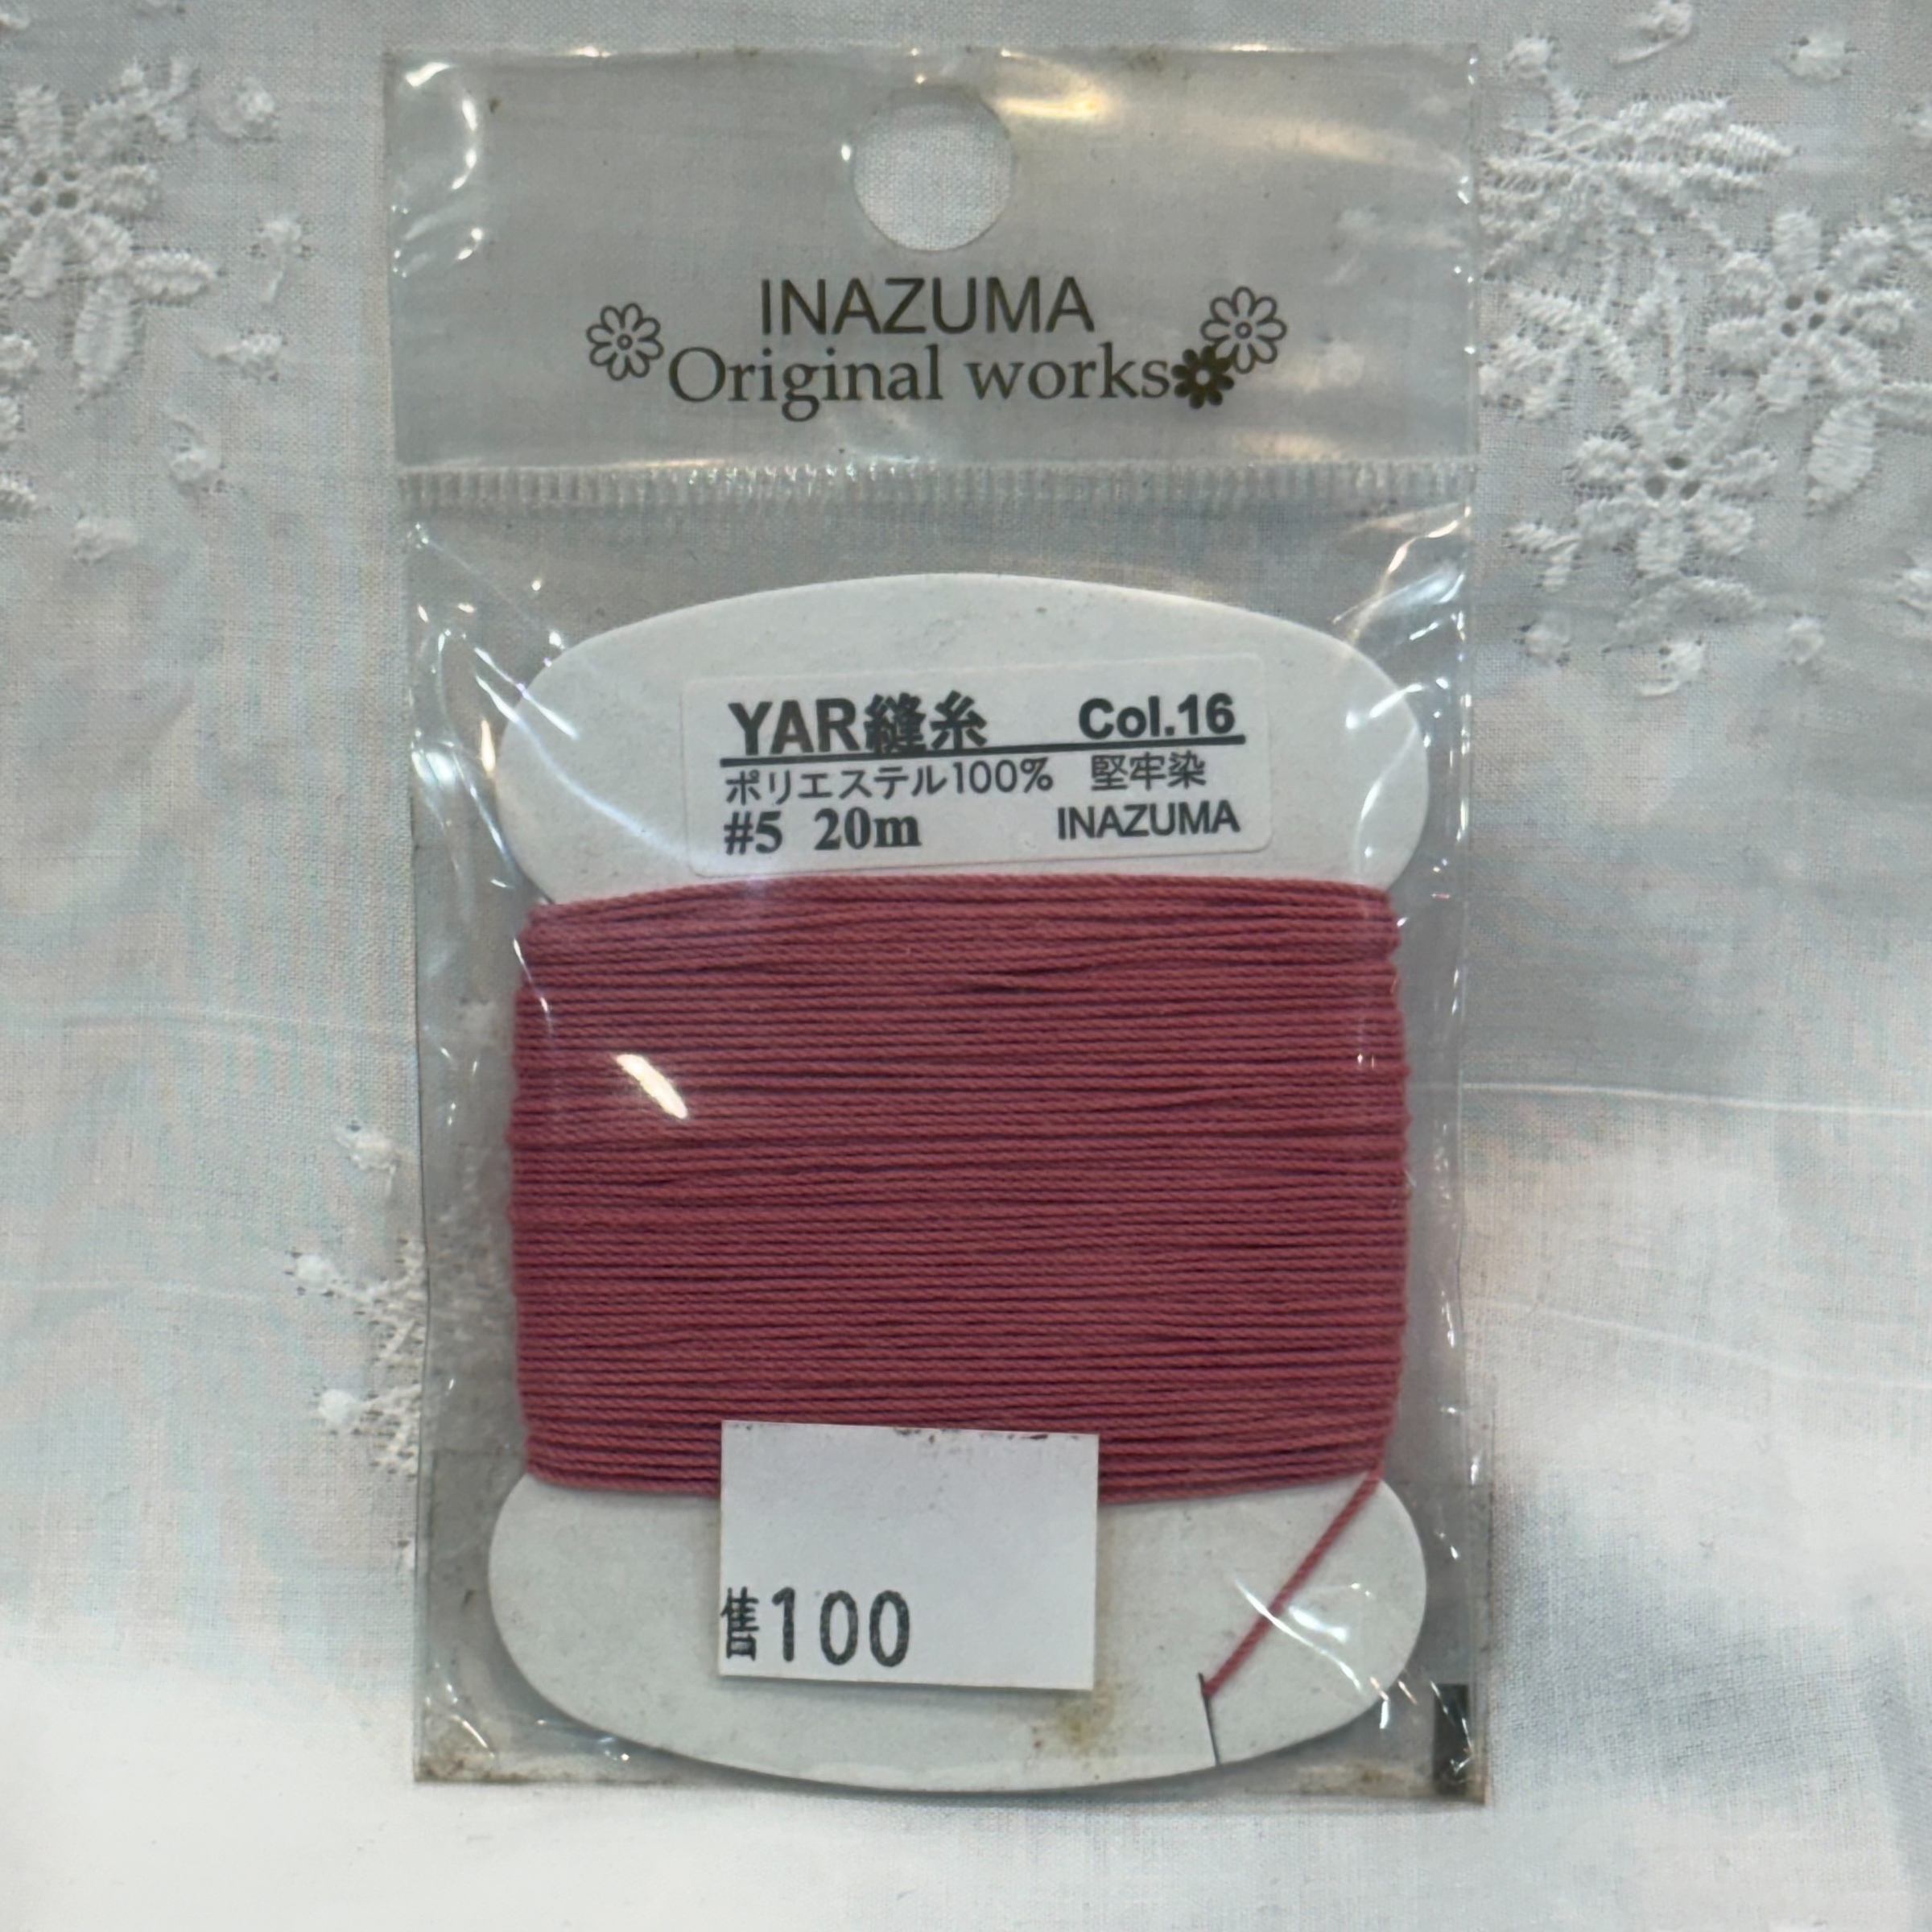 INAZUMA
Original works
YAR縫糸 Col.16
ポリエステル100% 堅牢染
#5 20m INAZUMA
售100